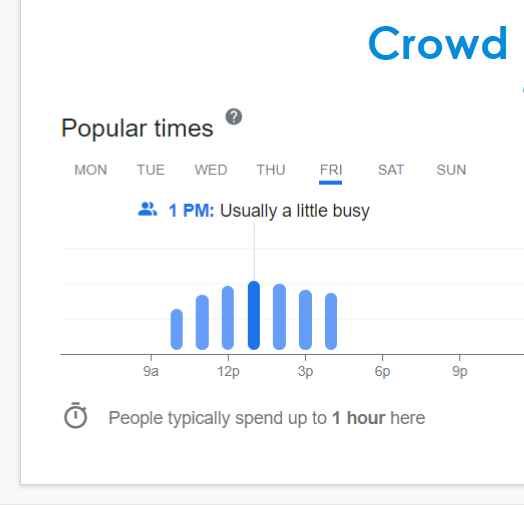 Crowd
Popular times ?
MON TUE WED THU FRI SAT SUN
1 PM: Usually a little busy
9a 12p 3p 6p 9p
People typically spend up to 1 hour here